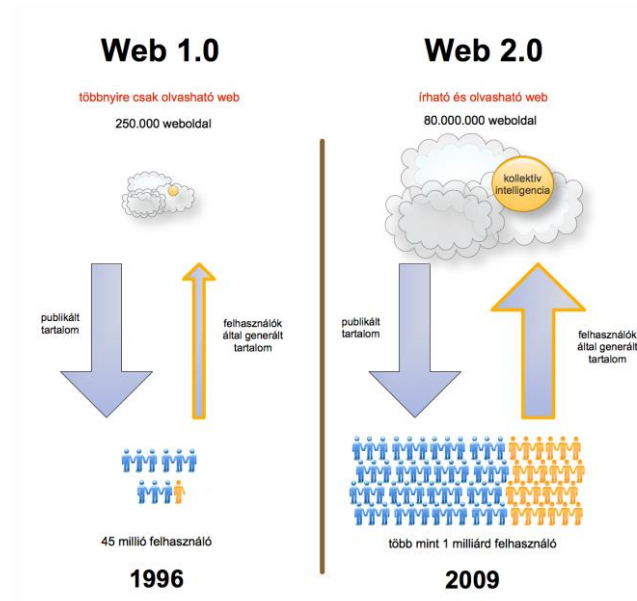 Web 1.0
többnyire csak olvasható web
250.000 weboldal
publikált
tartalom
felhasználók
által generált
tartalom
45 millió felhasználó
1996
Web 2.0
írható és olvasható web
80.000.000 weboldal
kollektív
intelligencia
publikált
tartalom
felhasználók
által generált
tartalom
több mint 1 milliárd felhasználó
2009